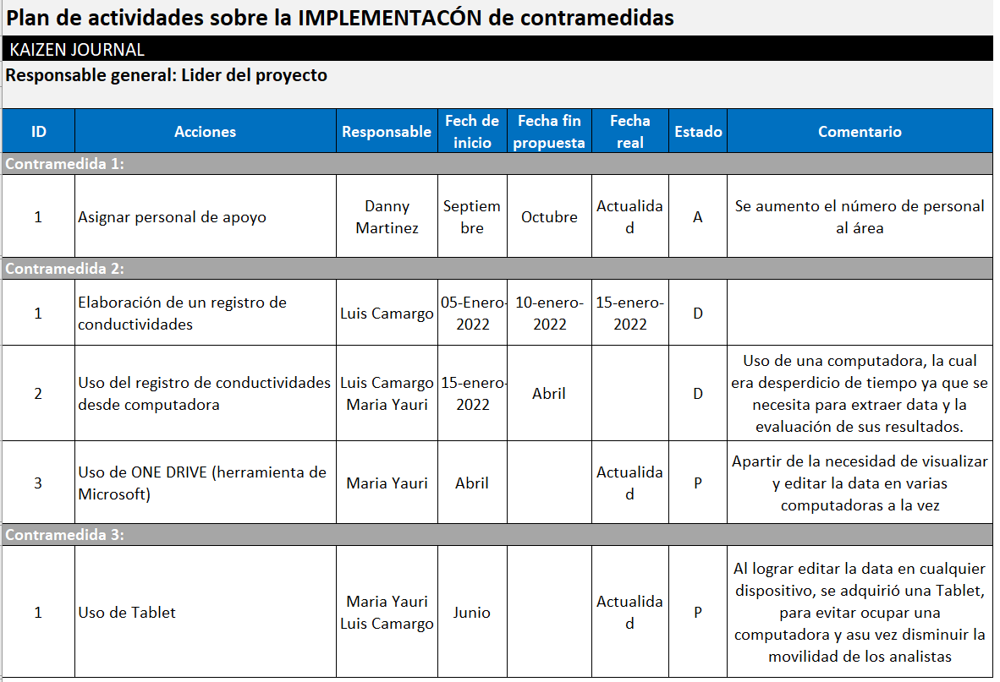 Plan de actividades sobre la IMPLEMENTACÓN de contramedidas
KAIZEN JOURNAL
Responsable general: Lider del proyecto
ID Acciones Responsable Fech de inicio Fecha fin propuesta Fecha real Estado Comentario
Contramedida 1:
1 Asignar personal de apoyo Danny Martinez Septiembre Octubre Actualidad A Se aumento el número de personal al área
Contramedida 2:
1 Elaboración de un registro de conductividades Luis Camargo 05-Enero-2022 10-enero-2022 15-enero-2022 D
2 Uso del registro de conductividades desde computadora Luis Camargo Maria Yauri 15-enero-2022 Abril D Uso de una computadora, la cual era desperdicio de tiempo ya que se necesita para extraer data y la evaluación de sus resultados.
3 Uso de ONE DRIVE (herramienta de Microsoft) Maria Yauri Abril Actualidad P Apartir de la necesidad de visualizar y editar la data en varias computadoras a la vez
Contramedida 3:
1 Uso de Tablet Maria Yauri Luis Camargo Junio Actualidad P Al lograr editar la data en cualquier dispositivo, se adquirió una Tablet, para evitar ocupar una computadora y asu vez disminuir la movilidad de los analistas